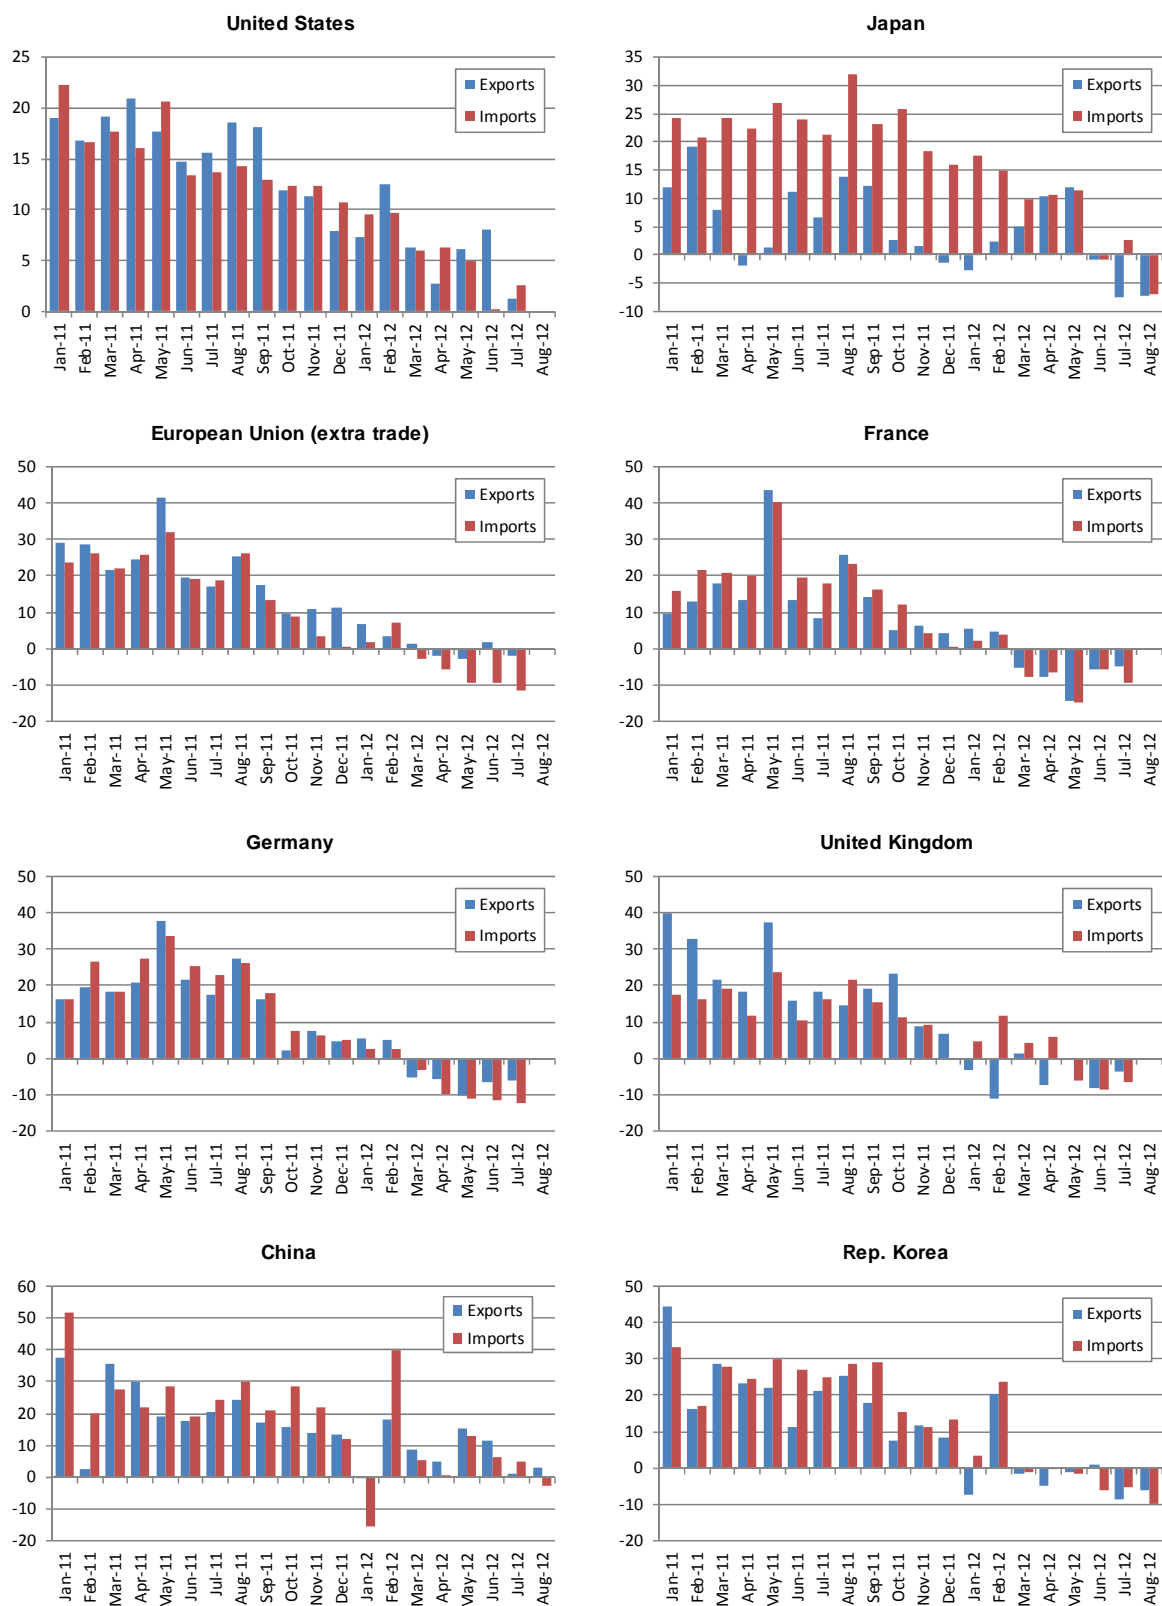 United States
25
20
15
10
5
0
Exports
Imports
Jan-11
Feb-11
Mar-11
Apr-11
May-11
Jun-11
Jul-11
Aug-11
Sep-11
Oct-11
Nov-11
Dec-11
Jan-12
Feb-12
Mar-12
Apr-12
May-12
Jun-12
Jul-12
Aug-12
Japan
35
30
25
20
15
10
5
0
-5
-10
Exports
Imports
Jan-11
Feb-11
Mar-11
Apr-11
May-11
Jun-11
Jul-11
Aug-11
Sep-11
Oct-11
Nov-11
Dec-11
Jan-12
Feb-12
Mar-12
Apr-12
May-12
Jun-12
Jul-12
Aug-12
European Union (extra trade)
50
40
30
20
10
0
-10
-20
Exports
Imports
Jan-11
Feb-11
Mar-11
Apr-11
May-11
Jun-11
Jul-11
Aug-11
Sep-11
Oct-11
Nov-11
Dec-11
Jan-12
Feb-12
Mar-12
Apr-12
May-12
Jun-12
Jul-12
Aug-12
France
50
40
30
20
10
0
-10
-20
Exports
Imports
Jan-11
Feb-11
Mar-11
Apr-11
May-11
Jun-11
Jul-11
Aug-11
Sep-11
Oct-11
Nov-11
Dec-11
Jan-12
Feb-12
Mar-12
Apr-12
May-12
Jun-12
Jul-12
Aug-12
Germany
50
40
30
20
10
0
-10
-20
Exports
Imports
Jan-11
Feb-11
Mar-11
Apr-11
May-11
Jun-11
Jul-11
Aug-11
Sep-11
Oct-11
Nov-11
Dec-11
Jan-12
Feb-12
Mar-12
Apr-12
May-12
Jun-12
Jul-12
Aug-12
United Kingdom
50
40
30
20
10
0
-10
-20
Exports
Imports
Jan-11
Feb-11
Mar-11
Apr-11
May-11
Jun-11
Jul-11
Aug-11
Sep-11
Oct-11
Nov-11
Dec-11
Jan-12
Feb-12
Mar-12
Apr-12
May-12
Jun-12
Jul-12
Aug-12
China
60
50
40
30
20
10
0
-10
-20
Exports
Imports
Jan-11
Feb-11
Mar-11
Apr-11
May-11
Jun-11
Jul-11
Aug-11
Sep-11
Oct-11
Nov-11
Dec-11
Jan-12
Feb-12
Mar-12
Apr-12
May-12
Jun-12
Jul-12
Aug-12
Rep. Korea
50
40
30
20
10
0
-10
-20
Exports
Imports
Jan-11
Feb-11
Mar-11
Apr-11
May-11
Jun-11
Jul-11
Aug-11
Sep-11
Oct-11
Nov-11
Dec-11
Jan-12
Feb-12
Mar-12
Apr-12
May-12
Jun-12
Jul-12
Aug-12